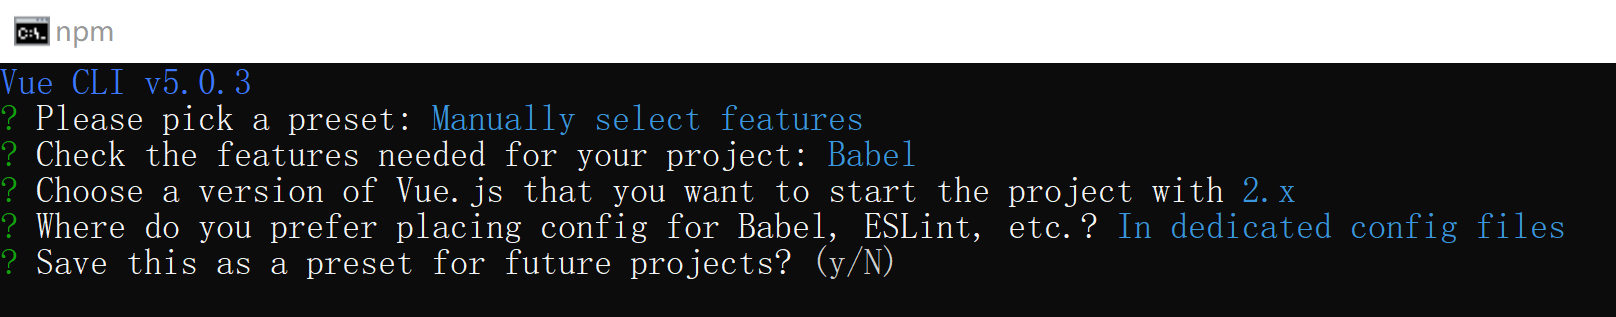 C:\. npm
Vue CLI v5.0.3
? Please pick a preset: Manually select features
? Check the features needed for your project: Babel
? Choose a version of Vue.js that you want to start the project with 2.x
? Where do you prefer placing config for Babel, ESLint, etc.? In dedicated config files
? Save this as a preset for future projects? (y/N)